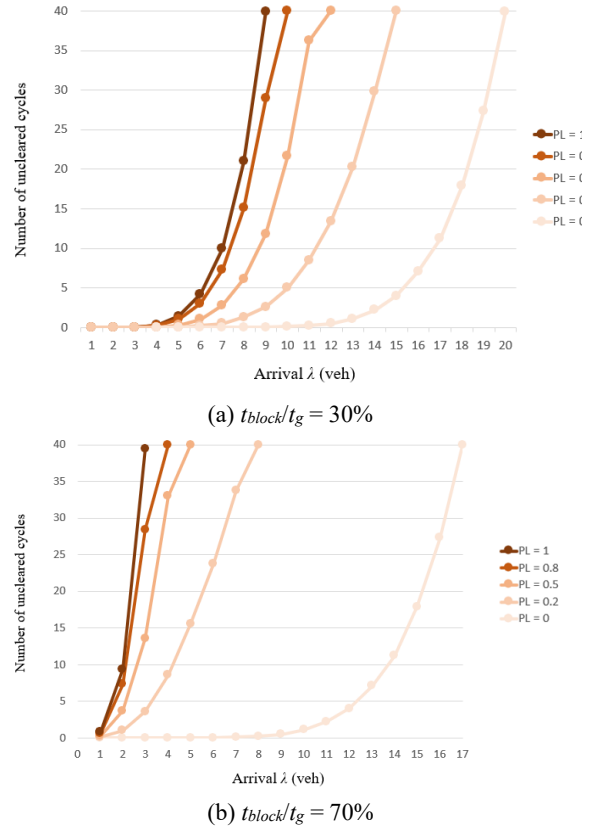 40
35
30
25
20
15
10
5
0
Number of uncleared cycles
1 2 3 4 5 6 7 8 9 10 11 12 13 14 15 16 17 18 19 20
Arrival λ (veh)
PL = 1
PL = 0
PL = 0
PL = 0
PL = 0
(a) t_block/t_g = 30%
40
35
30
25
20
15
10
5
0
Number of uncleared cycles
0 1 2 3 4 5 6 7 8 9 10 11 12 13 14 15 16 17
Arrival λ (veh)
PL = 1
PL = 0.8
PL = 0.5
PL = 0.2
PL = 0
(b) t_block/t_g = 70%